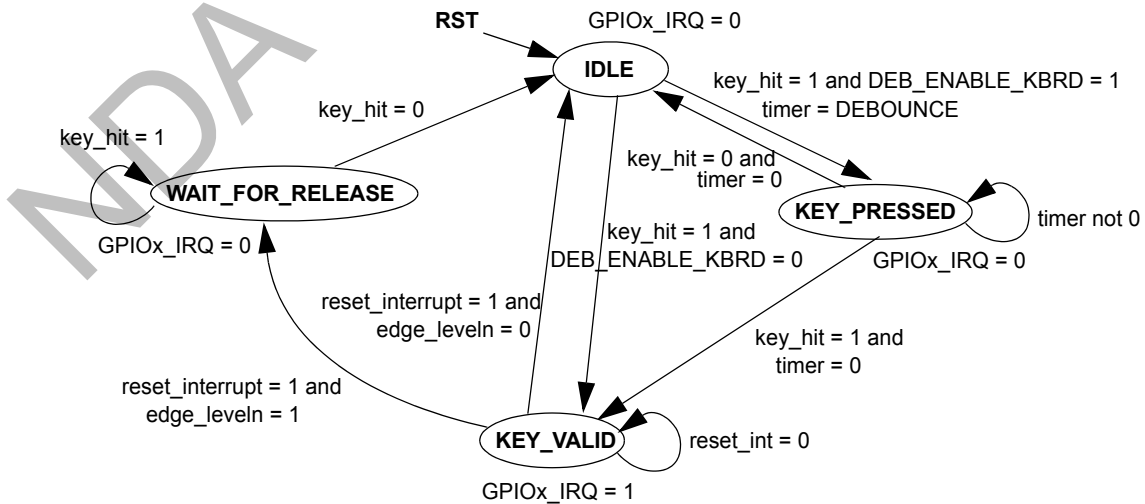 RST
GPIOx_IRQ = 0
IDLE
key_hit = 1 and DEB_ENABLE_KBRD = 1
timer = DEBOUNCE
key_hit = 0
key_hit = 1
WAIT_FOR_RELEASE
GPIOx_IRQ = 0
key_hit = 0 and
timer = 0
KEY_PRESSED
timer not 0
GPIOx_IRQ = 0
key_hit = 1 and
DEB_ENABLE_KBRD = 0
reset_interrupt = 1 and
edge_leveln = 0
key_hit = 1 and
timer = 0
reset_interrupt = 1 and
edge_leveln = 1
KEY_VALID
reset_int = 0
GPIOx_IRQ = 1
NDA